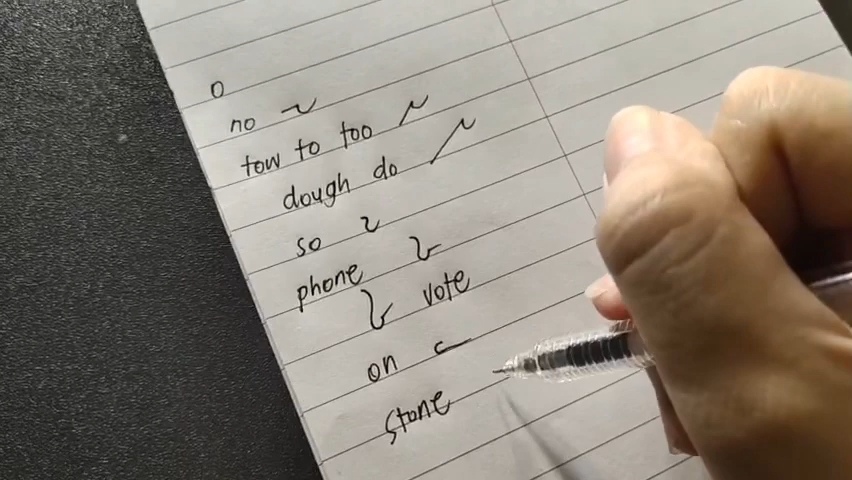 o
no
tow to too
dough do
so
phone
vote
on
stone